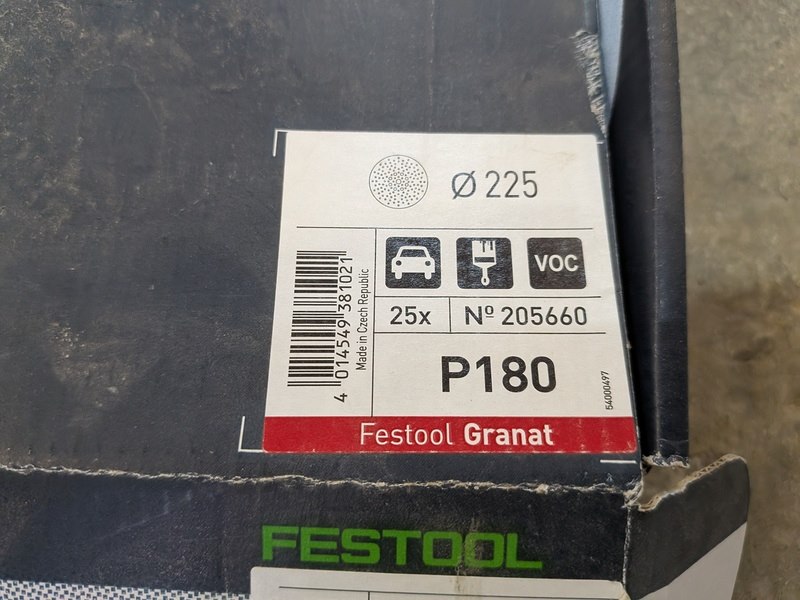 Ø 225
VOC
25x
Nº 205660
P180
4 014549 381021
Made in Czech Republic
54000497
Festool Granat
FESTOOL